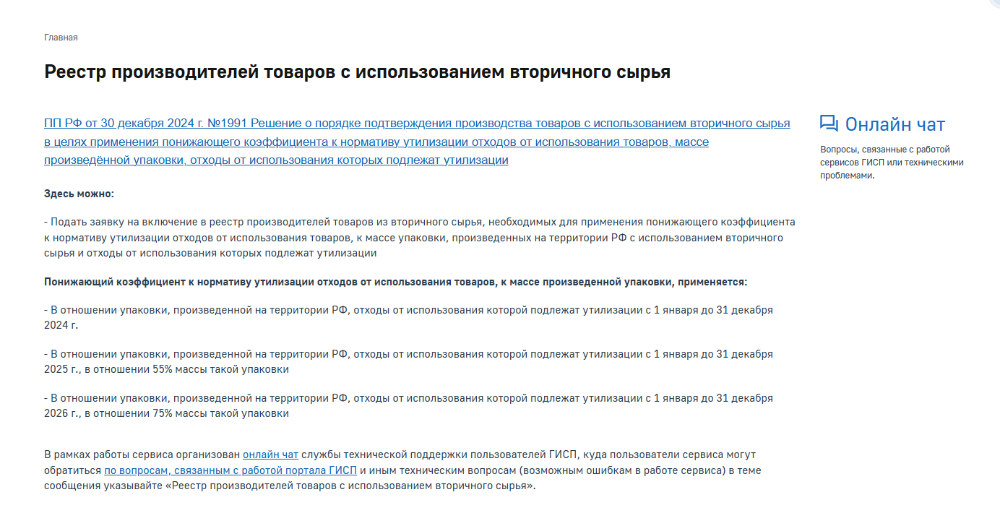 Главная
Реестр производителей товаров с использованием вторичного сырья
ПП РФ от 30 декабря 2024 г. №1991 Решение о порядке подтверждения производства товаров с использованием вторичного сырья
в целях применения понижающего коэффициента к нормативу утилизации отходов от использования товаров, массе
произведённой упаковки, отходы от использования которых подлежат утилизации
Здесь можно:
- Подать заявку на включение в реестр производителей товаров из вторичного сырья, необходимых для применения понижающего коэффициента
к нормативу утилизации отходов от использования товаров, к массе упаковки, произведенных на территории РФ с использованием вторичного
сырья и отходы от использования которых подлежат утилизации
Понижающий коэффициент к нормативу утилизации отходов от использования товаров, к массе произведенной упаковки, применяется:
- В отношении упаковки, произведенной на территории РФ, отходы от использования которой подлежат утилизации с 1 января до 31 декабря
2024 г.
- В отношении упаковки, произведенной на территории РФ, отходы от использования которой подлежат утилизации с 1 января до 31 декабря
2025 г., в отношении 55% массы такой упаковки
- В отношении упаковки, произведенной на территории РФ, отходы от использования которой подлежат утилизации с 1 января до 31 декабря
2026 г., в отношении 75% массы такой упаковки
В рамках работы сервиса организован онлайн чат службы технической поддержки пользователей ГИСП, куда пользователи сервиса могут
обратиться по вопросам, связанным с работой портала ГИСП и иным техническим вопросам (возможным ошибкам в работе сервиса) в теме
сообщения указывайте «Реестр производителей товаров с использованием вторичного сырья».
Онлайн чат
Вопросы, связанные с работой
сервисов ГИСП или техническими
проблемами.